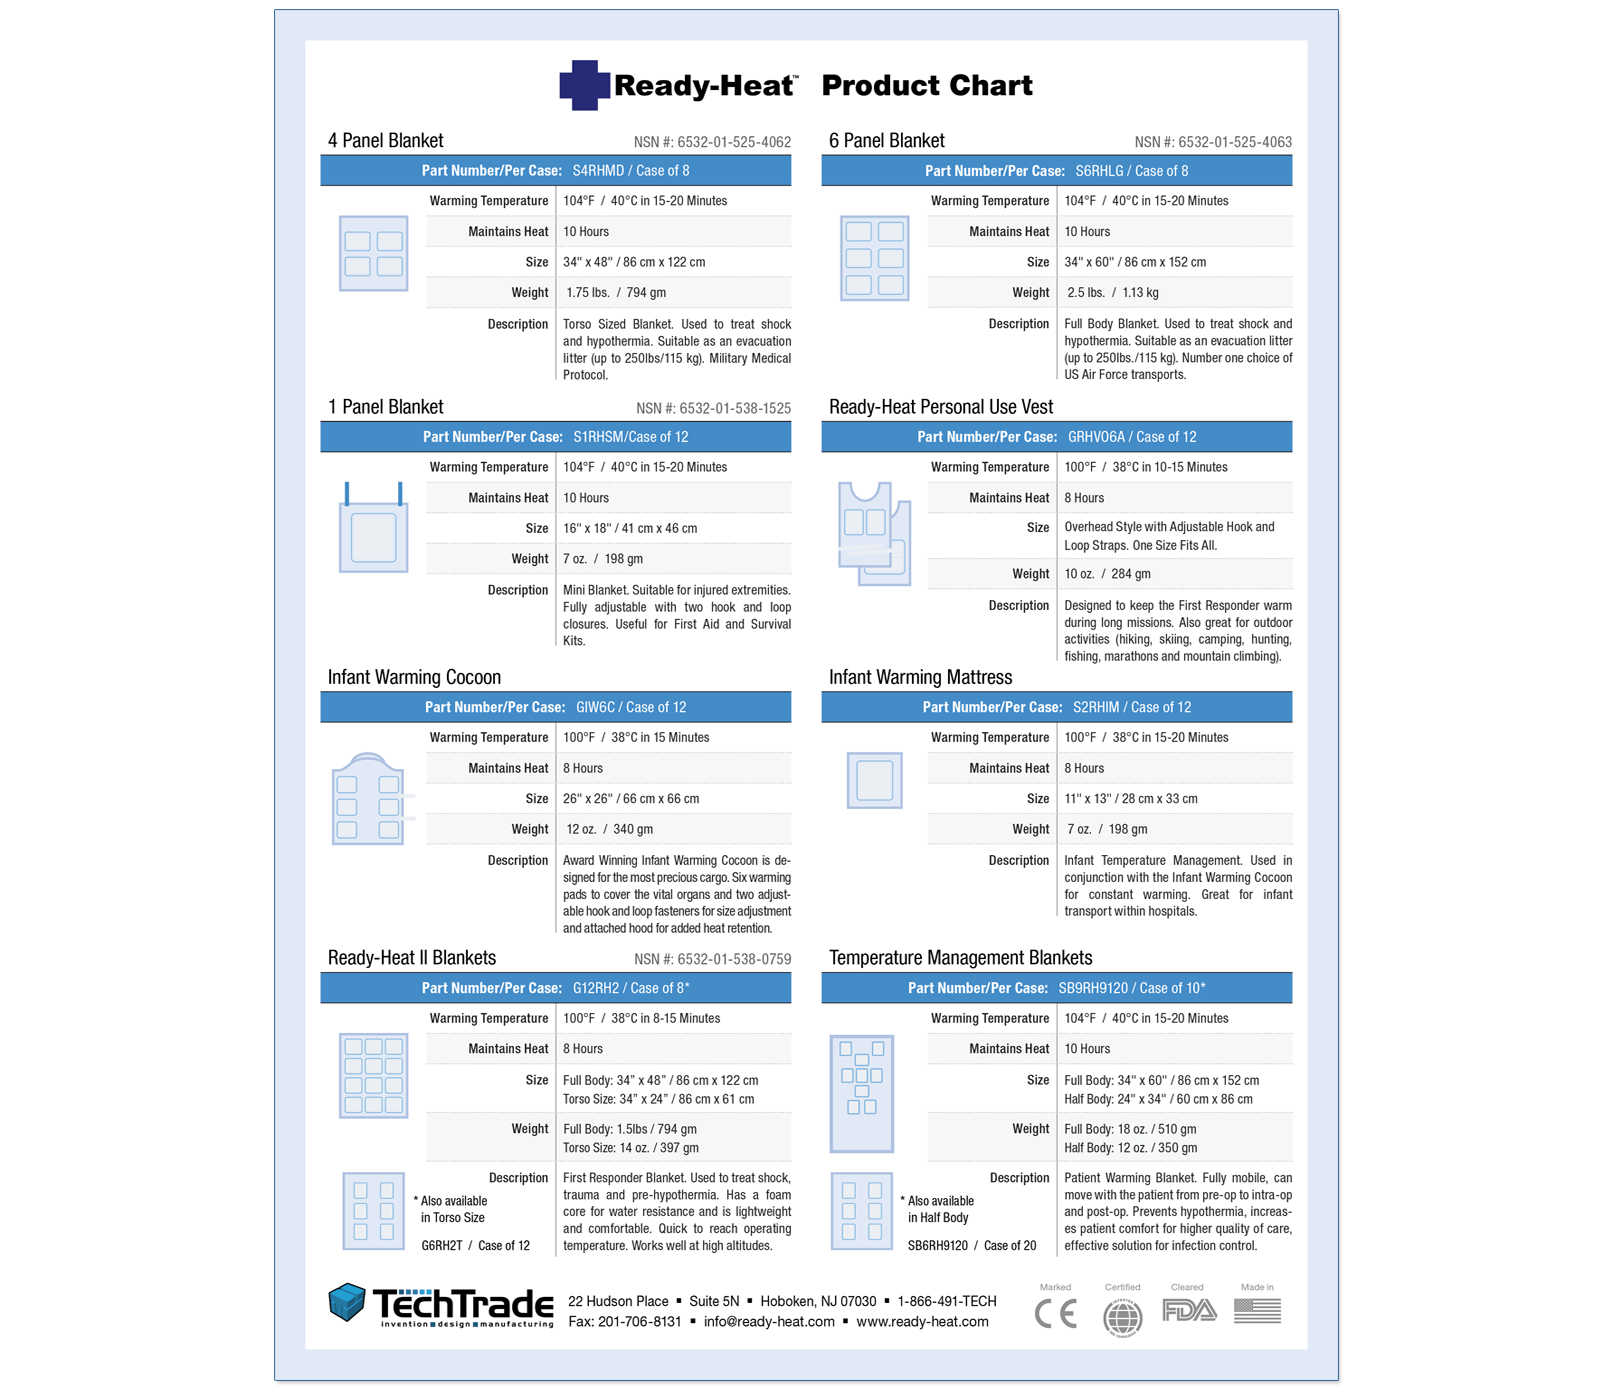 Ready-Heat™ Product Chart
4 Panel Blanket NSN #: 6532-01-525-4062
Part Number/Per Case: S4RHMD / Case of 8
Warming Temperature 104°F / 40°C in 15-20 Minutes
Maintains Heat 10 Hours
Size 34" x 48" / 86 cm x 122 cm
Weight 1.75 lbs. / 794 gm
Description Torso Sized Blanket. Used to treat shock
and hypothermia. Suitable as an evacuation
litter (up to 250lbs/115 kg). Military Medical
Protocol.
6 Panel Blanket NSN #: 6532-01-525-4063
Part Number/Per Case: S6RHLG / Case of 8
Warming Temperature 104°F / 40°C in 15-20 Minutes
Maintains Heat 10 Hours
Size 34" x 60" / 86 cm x 152 cm
Weight 2.5 lbs. / 1.13 kg
Description Full Body Blanket. Used to treat shock and
hypothermia. Suitable as an evacuation litter
(up to 250lbs./115 kg). Number one choice of
US Air Force transports.
1 Panel Blanket NSN #: 6532-01-538-1525
Part Number/Per Case: S1RHSM/Case of 12
Warming Temperature 104°F / 40°C in 15-20 Minutes
Maintains Heat 10 Hours
Size 16" x 18" / 41 cm x 46 cm
Weight 7 oz. / 198 gm
Description Mini Blanket. Suitable for injured extremities.
Fully adjustable with two hook and loop
closures. Useful for First Aid and Survival
Kits.
Ready-Heat Personal Use Vest
Part Number/Per Case: GRHV06A / Case of 12
Warming Temperature 100°F / 38°C in 10-15 Minutes
Maintains Heat 8 Hours
Size Overhead Style with Adjustable Hook and
Loop Straps. One Size Fits All.
Weight 10 oz. / 284 gm
Description Designed to keep the First Responder warm
during long missions. Also great for outdoor
activities (hiking, skiing, camping, hunting,
fishing, marathons and mountain climbing).
Infant Warming Cocoon
Part Number/Per Case: GIW6C / Case of 12
Warming Temperature 100°F / 38°C in 15 Minutes
Maintains Heat 8 Hours
Size 26" x 26" / 66 cm x 66 cm
Weight 12 oz. / 340 gm
Description Award Winning Infant Warming Cocoon is de-
signed for the most precious cargo. Six warming
pads to cover the vital organs and two adjust-
able hook and loop fasteners for size adjustment
and attached hood for added heat retention.
Infant Warming Mattress
Part Number/Per Case: S2RHIM / Case of 12
Warming Temperature 100°F / 38°C in 15-20 Minutes
Maintains Heat 8 Hours
Size 11" x 13" / 28 cm x 33 cm
Weight 7 oz. / 198 gm
Description Infant Temperature Management. Used in
conjunction with the Infant Warming Cocoon
for constant warming. Great for infant
transport within hospitals.
Ready-Heat II Blankets NSN #: 6532-01-538-0759
Part Number/Per Case: G12RH2 / Case of 8*
Warming Temperature 100°F / 38°C in 8-15 Minutes
Maintains Heat 8 Hours
Size Full Body: 34” x 48” / 86 cm x 122 cm
Torso Size: 34” x 24” / 86 cm x 61 cm
Weight Full Body: 1.5lbs / 794 gm
Torso Size: 14 oz. / 397 gm
Description First Responder Blanket. Used to treat shock,
trauma and pre-hypothermia. Has a foam
core for water resistance and is lightweight
and comfortable. Quick to reach operating
temperature. Works well at high altitudes.
* Also available
in Torso Size
G6RH2T / Case of 12
Temperature Management Blankets
Part Number/Per Case: SB9RH9120 / Case of 10*
Warming Temperature 104°F / 40°C in 15-20 Minutes
Maintains Heat 10 Hours
Size Full Body: 34" x 60" / 86 cm x 152 cm
Half Body: 24" x 34" / 60 cm x 86 cm
Weight Full Body: 18 oz. / 510 gm
Half Body: 12 oz. / 350 gm
Description Patient Warming Blanket. Fully mobile, can
move with the patient from pre-op to intra-op
and post-op. Prevents hypothermia, increas-
es patient comfort for higher quality of care,
effective solution for infection control.
* Also available
in Half Body
SB6RH9120 / Case of 20
TechTrade
invention ■ design ■ manufacturing
22 Hudson Place ▪ Suite 5N ▪ Hoboken, NJ 07030 ▪ 1-866-491-TECH
Fax: 201-706-8131 ▪ info@ready-heat.com ▪ www.ready-heat.com
Marked Certified Cleared Made in
CE FDA